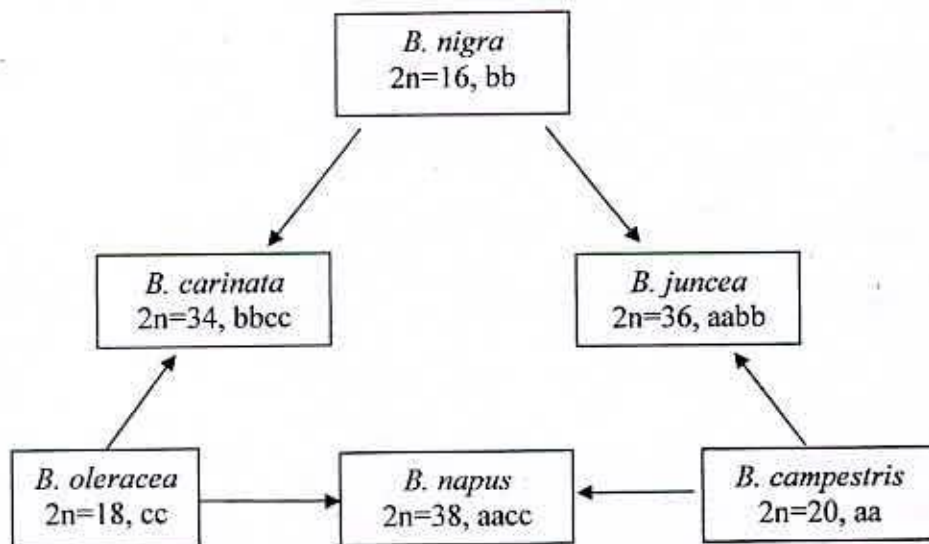 B. nigra
2n=16, bb
B. carinata
2n=34, bbcc
B. juncea
2n=36, aabb
B. oleracea
2n=18, cc
B. napus
2n=38, aacc
B. campestris
2n=20, aa